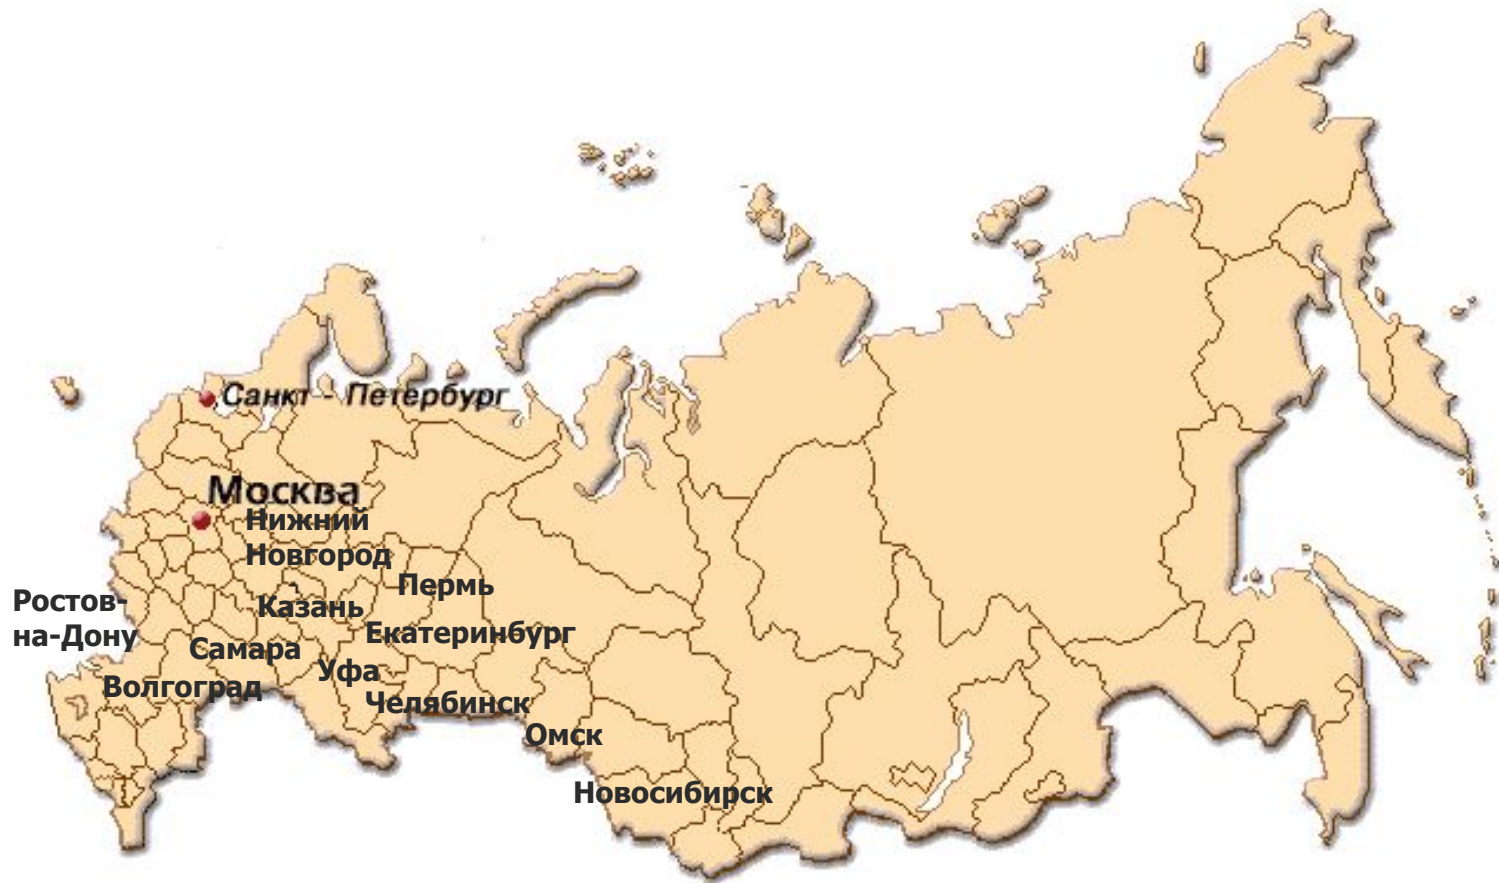 Санкт - Петербург
Москва
Нижний
Новгород
Пермь
Ростов-
на-Дону
Казань
Екатеринбург
Самара
Уфа
Волгоград
Челябинск
Омск
Новосибирск